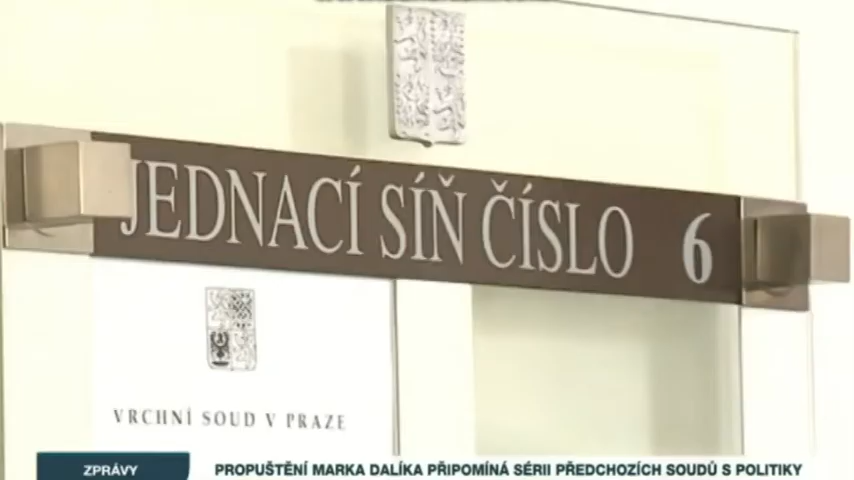 JEDNACÍ SÍŇ ČÍSLO 6
VRCHNÍ SOUD V PRAZE
ZPRÁVY
PROPUŠTĚNÍ MARKA DALÍKA PŘIPOMÍNÁ SÉRII PŘEDCHOZÍCH SOUDŮ S POLITIKY